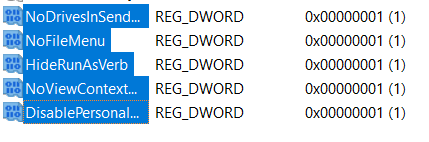 NoDrivesInSend... REG_DWORD 0x00000001 (1)
NoFileMenu REG_DWORD 0x00000001 (1)
HideRunAsVerb REG_DWORD 0x00000001 (1)
NoViewContext... REG_DWORD 0x00000001 (1)
DisablePersonal... REG_DWORD 0x00000001 (1)